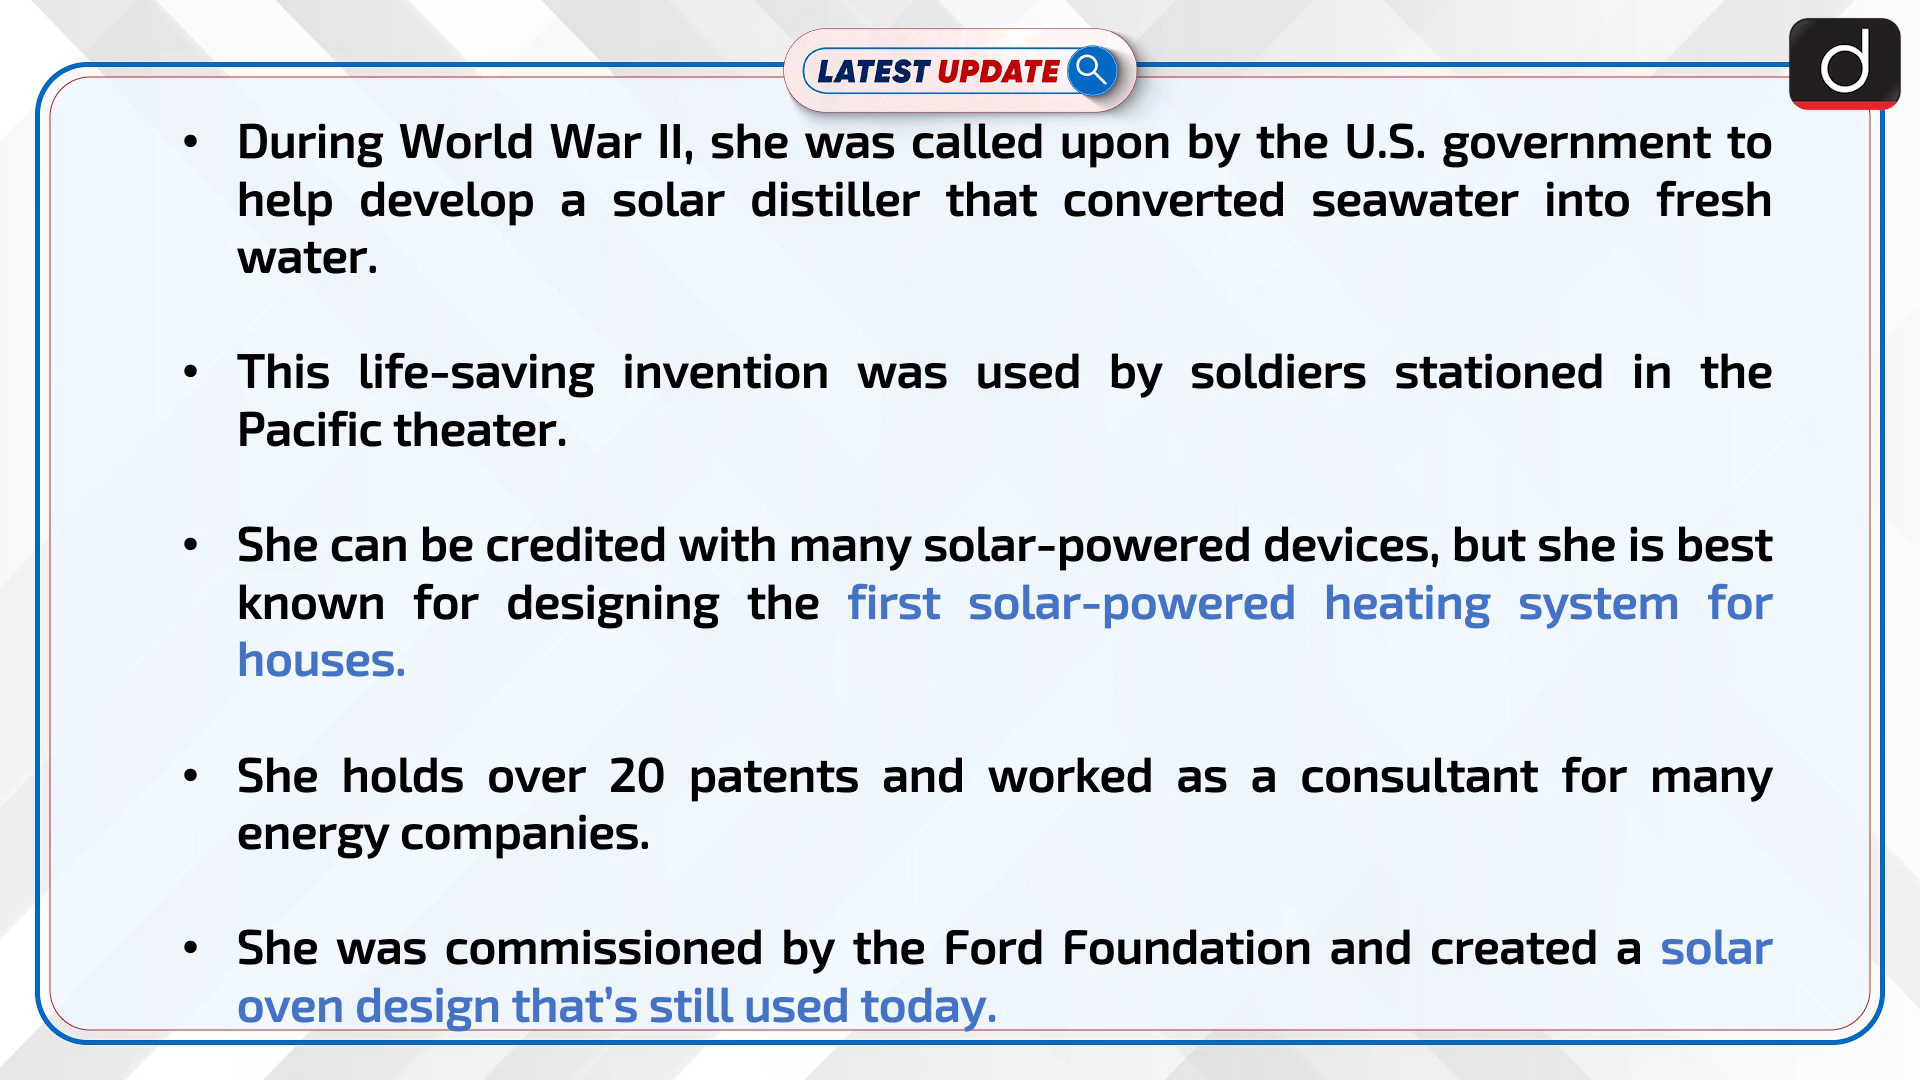 LATEST UPDATE
d
• During World War II, she was called upon by the U.S. government to
help develop a solar distiller that converted seawater into fresh
water.
• This life-saving invention was used by soldiers stationed in the
Pacific theater.
• She can be credited with many solar-powered devices, but she is best
known for designing the first solar-powered heating system for
houses.
• She holds over 20 patents and worked as a consultant for many
energy companies.
• She was commissioned by the Ford Foundation and created a solar
oven design that’s still used today.